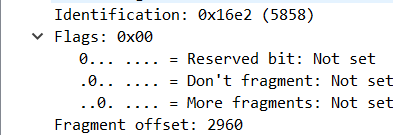 Identification: 0x16e2 (5858)
Flags: 0x00
0... .... = Reserved bit: Not set
.0.. .... = Don't fragment: Not set
..0. .... = More fragments: Not set
Fragment offset: 2960